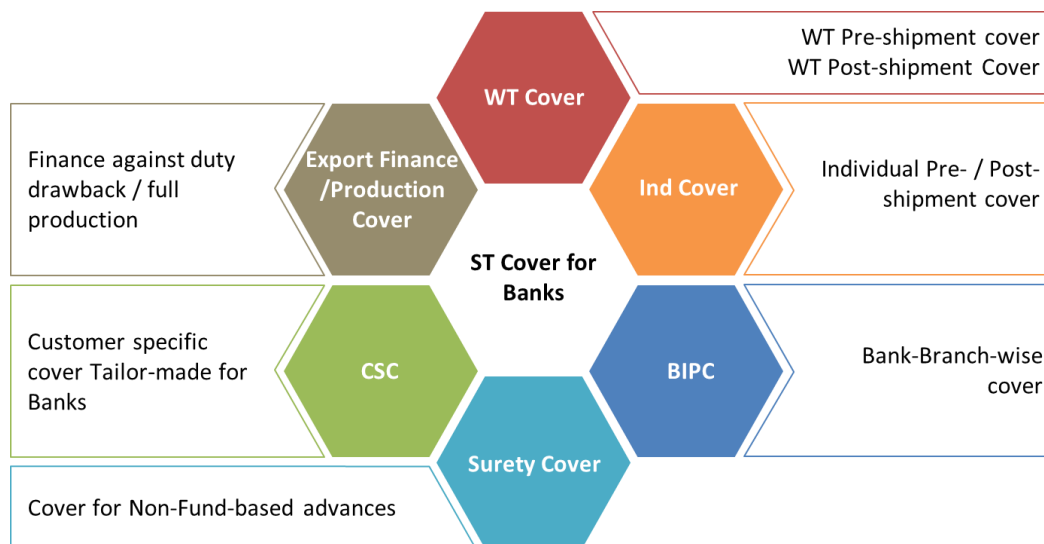 WT Cover
WT Pre-shipment cover
WT Post-shipment Cover
Export Finance
/Production
Cover
Finance against duty
drawback / full
production
Ind Cover
Individual Pre- / Post-
shipment cover
ST Cover for
Banks
CSC
Customer specific
cover Tailor-made for
Banks
BIPC
Bank-Branch-wise
cover
Surety Cover
Cover for Non-Fund-based advances